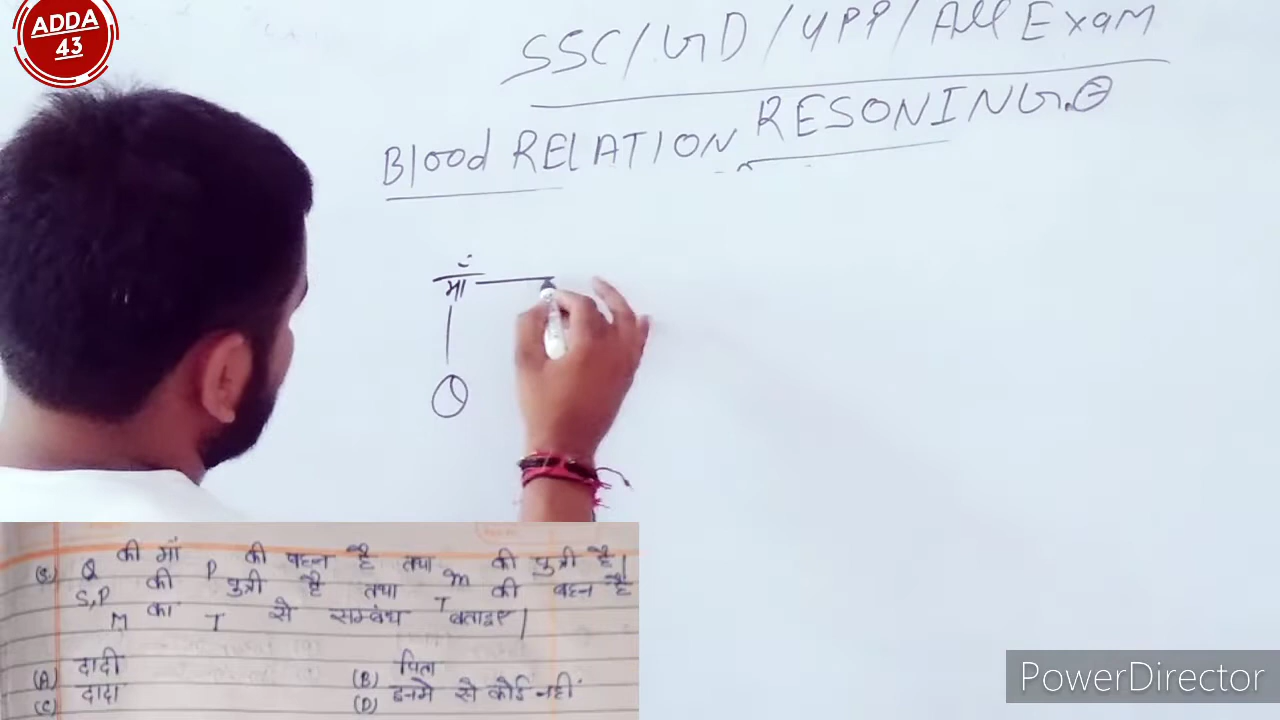 ADDA
43
SSC/GD/UPP/All Exam
Blood RELATION RESONING.
माँ
Q
Q की माँ P की बहन है तथा m की पुत्री है।
S,P की पुत्री है तथा T की बहन है
M का T से सम्बंध बताइए।
(A) दादी (B) पिता
(C) दादा (D) इनमे से कोई नहीं
PowerDirector